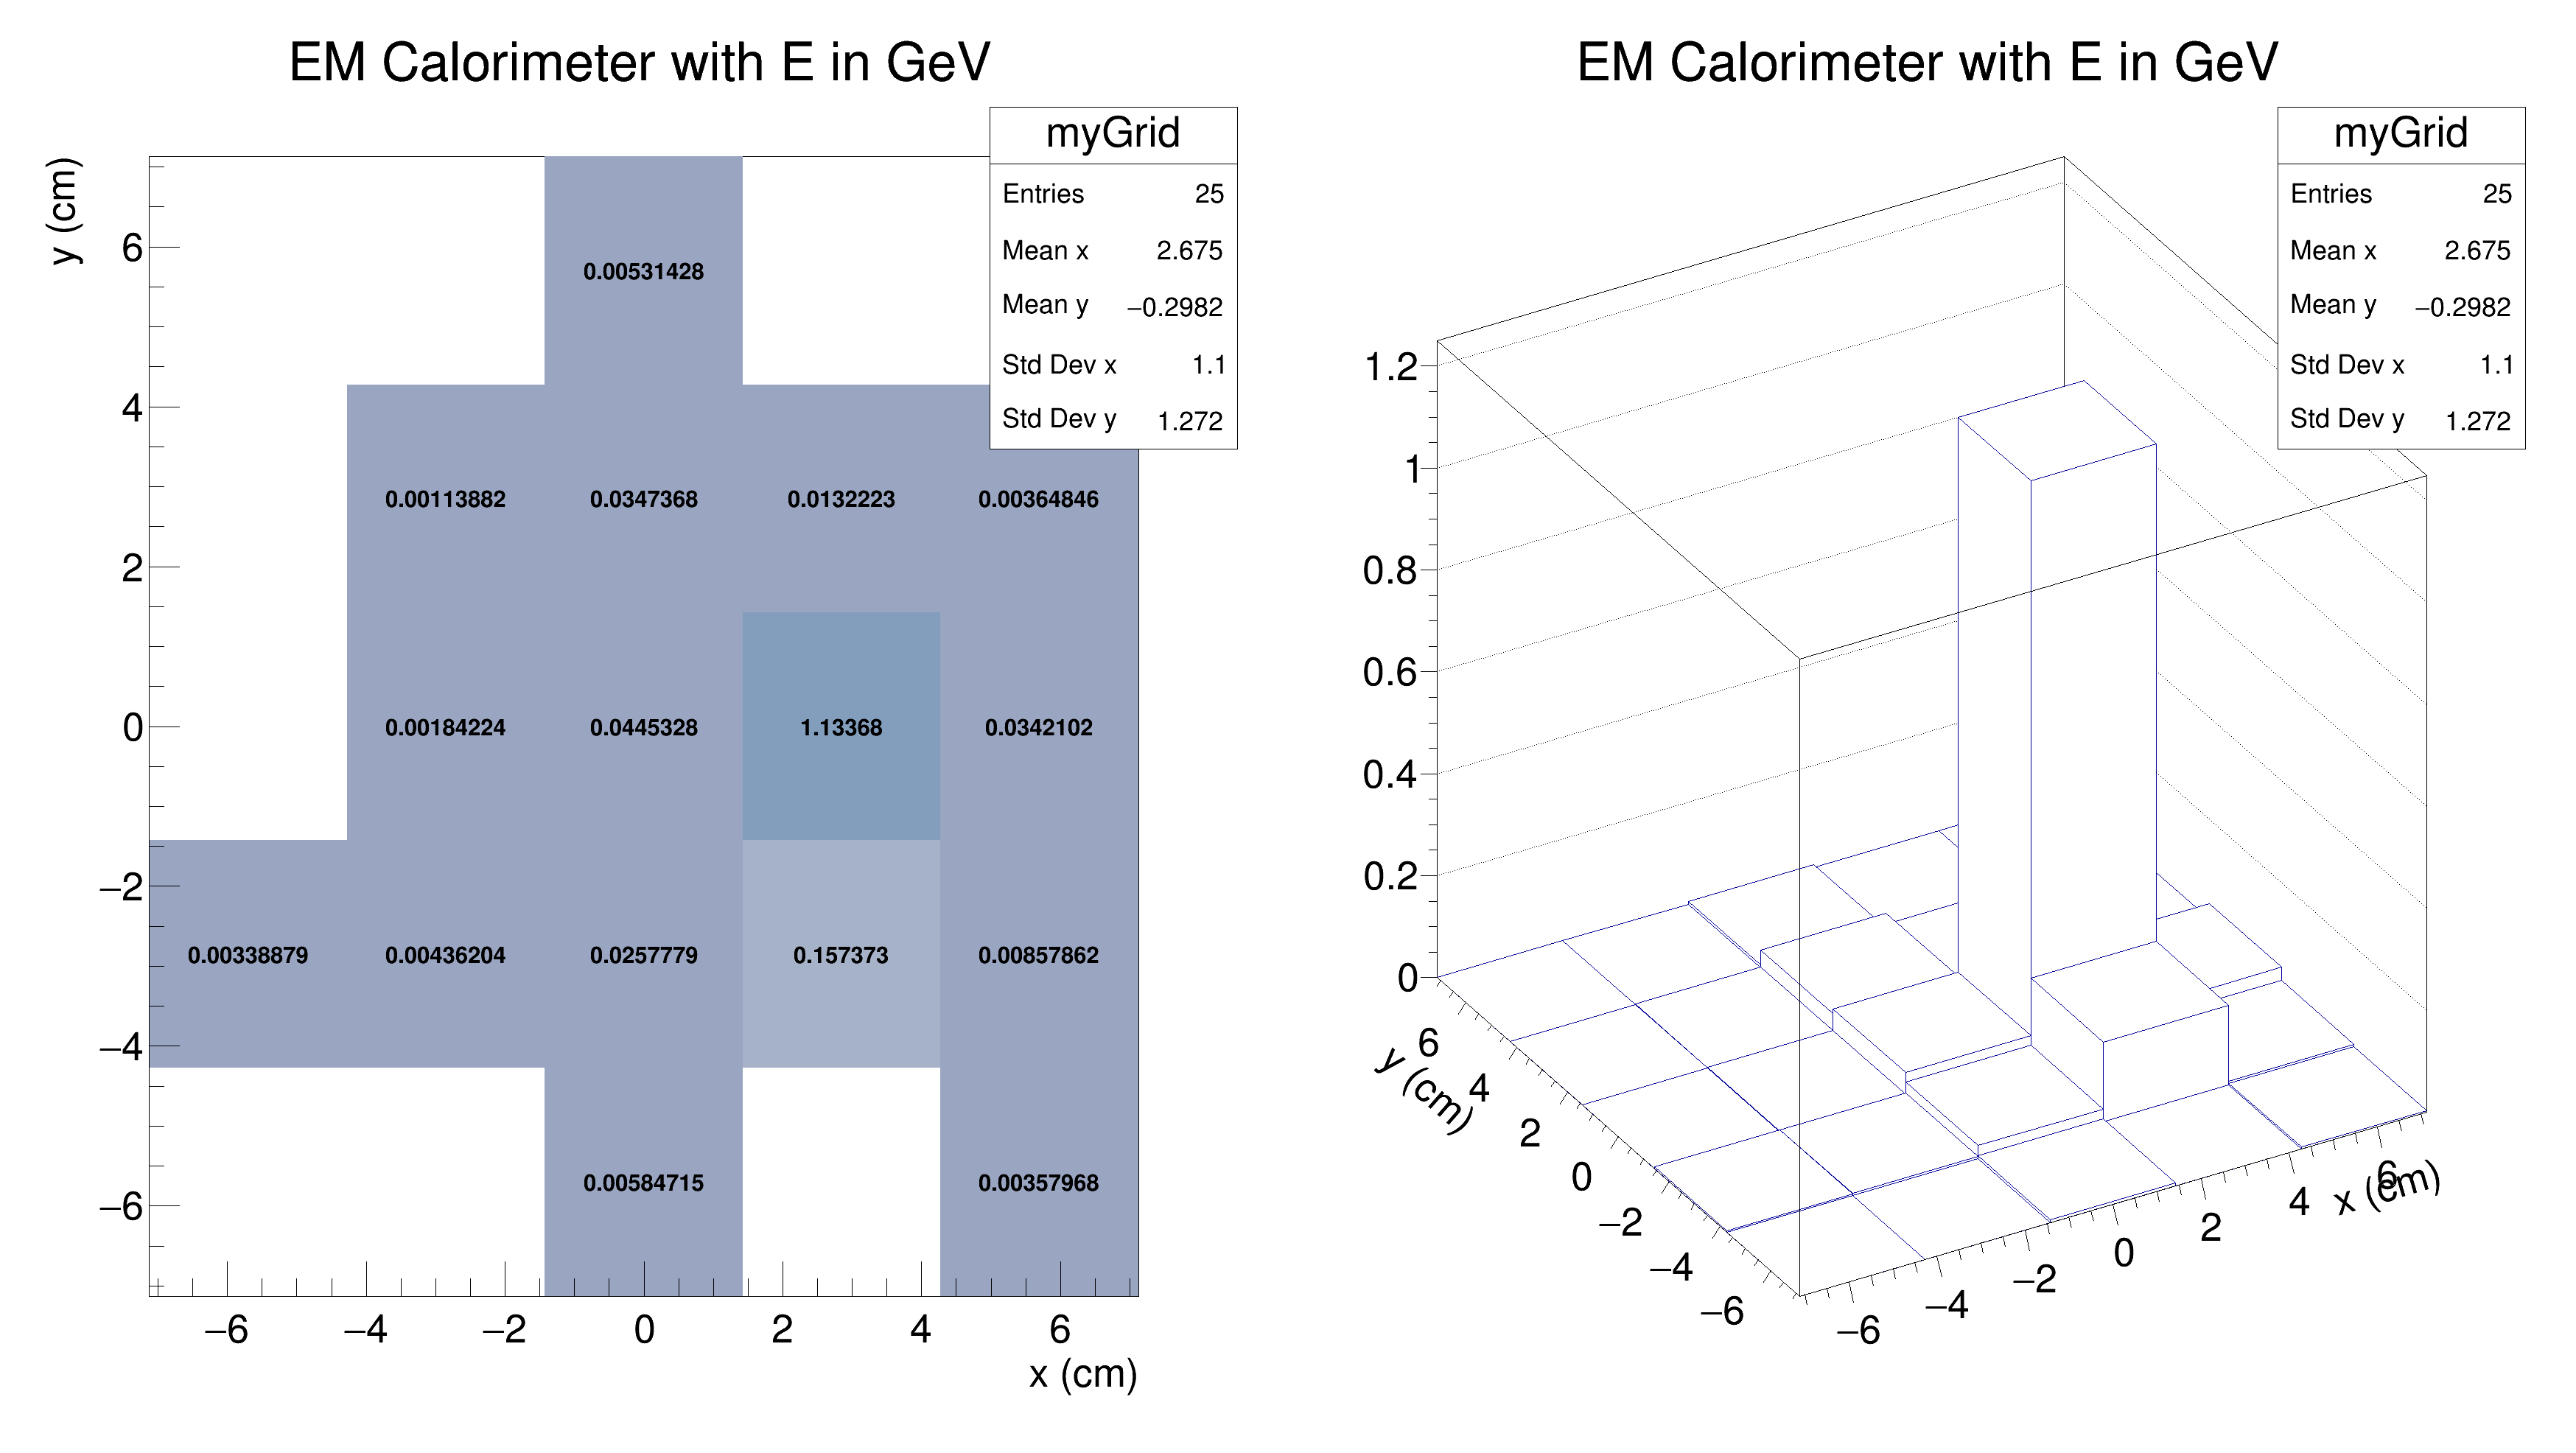 EM Calorimeter with E in GeV
myGrid
Entries 25
Mean x 2.675
Mean y −0.2982
Std Dev x 1.1
Std Dev y 1.272
y (cm)
6
4
2
0
−2
−4
−6
0.00531428
0.00113882 0.0347368 0.0132223 0.00364846
0.00184224 0.0445328 1.13368 0.0342102
0.00338879 0.00436204 0.0257779 0.157373 0.00857862
0.00584715 0.00357968
−6 −4 −2 0 2 4 6
x (cm)
EM Calorimeter with E in GeV
myGrid
Entries 25
Mean x 2.675
Mean y −0.2982
Std Dev x 1.1
Std Dev y 1.272
1.2
1
0.8
0.6
0.4
0.2
0
y (cm)
6
4
2
0
−2
−4
−6
−6 −4 −2 0 2 4 6
x (cm)